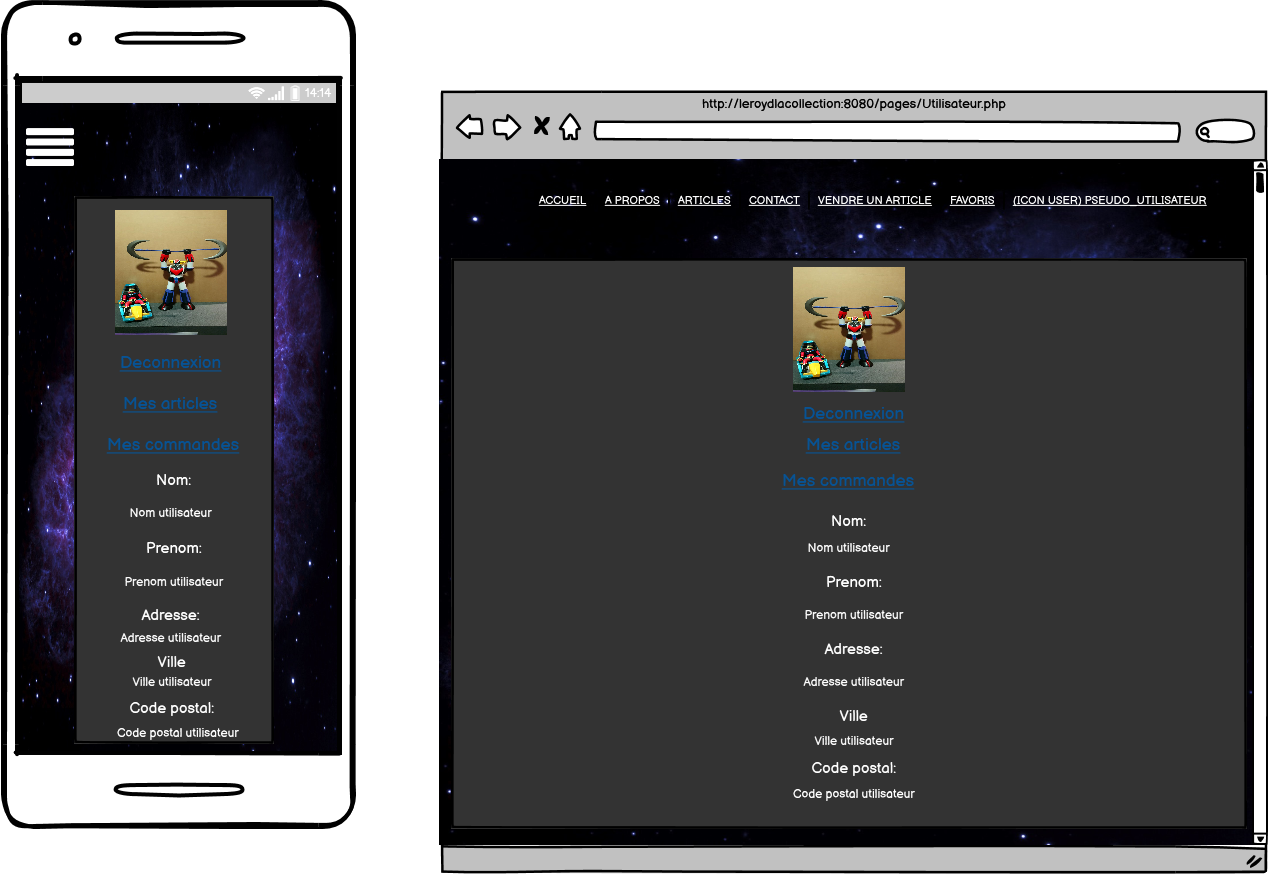 14:14
Deconnexion
Mes articles
Mes commandes
Nom:
Nom utilisateur
Prenom:
Prenom utilisateur
Adresse:
Adresse utilisateur
Ville
Ville utilisateur
Code postal:
Code postal utilisateur
http://leroydlacollection:8080/pages/Utilisateur.php
ACCUEIL A PROPOS ARTICLES CONTACT VENDRE UN ARTICLE FAVORIS (ICON USER) PSEUDO_UTILISATEUR
Deconnexion
Mes articles
Mes commandes
Nom:
Nom utilisateur
Prenom:
Prenom utilisateur
Adresse:
Adresse utilisateur
Ville
Ville utilisateur
Code postal:
Code postal utilisateur